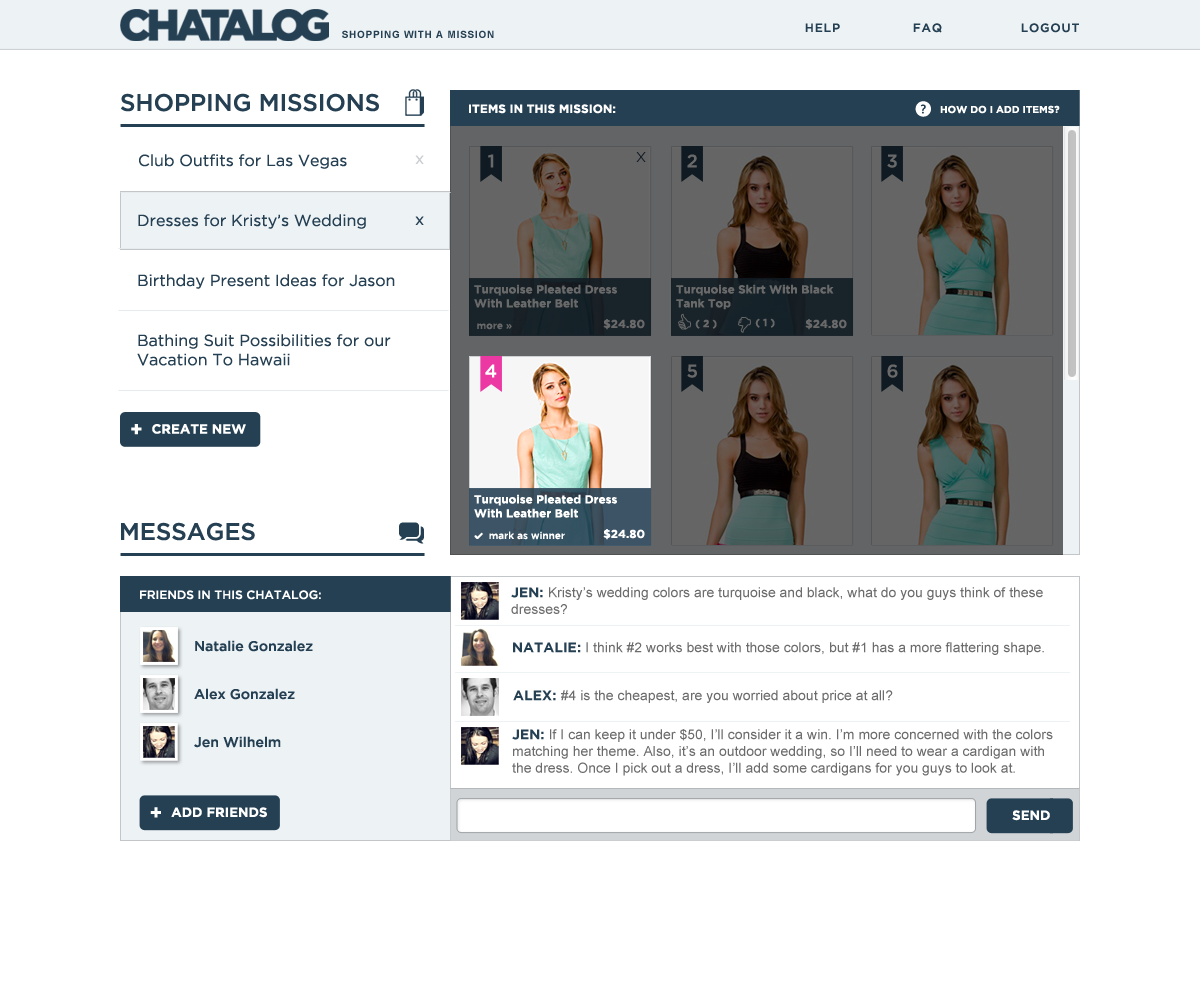 CHATALOG SHOPPING WITH A MISSION
HELP FAQ LOGOUT
SHOPPING MISSIONS
Club Outfits for Las Vegas x
Dresses for Kristy's Wedding x
Birthday Present Ideas for Jason
Bathing Suit Possibilities for our
Vacation To Hawaii
+ CREATE NEW
ITEMS IN THIS MISSION:
? HOW DO I ADD ITEMS?
1 X
Turquoise Pleated Dress
With Leather Belt
more » $24.80
2
Turquoise Skirt With Black
Tank Top
( 2 ) ( 1 ) $24.80
3
4
Turquoise Pleated Dress
With Leather Belt
mark as winner $24.80
5
6
MESSAGES
FRIENDS IN THIS CHATALOG:
Natalie Gonzalez
Alex Gonzalez
Jen Wilhelm
+ ADD FRIENDS
JEN: Kristy's wedding colors are turquoise and black, what do you guys think of these
dresses?
NATALIE: I think #2 works best with those colors, but #1 has a more flattering shape.
ALEX: #4 is the cheapest, are you worried about price at all?
JEN: If I can keep it under $50, I'll consider it a win. I'm more concerned with the colors
matching her theme. Also, it's an outdoor wedding, so I'll need to wear a cardigan with
the dress. Once I pick out a dress, I'll add some cardigans for you guys to look at.
SEND